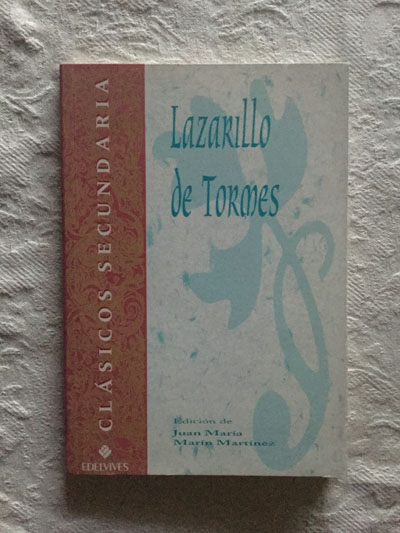 CLÁSICOS SECUNDARIA
EDELVIVES
Lazarillo
de Tormes
Edición de
Juan María
Marín Martínez